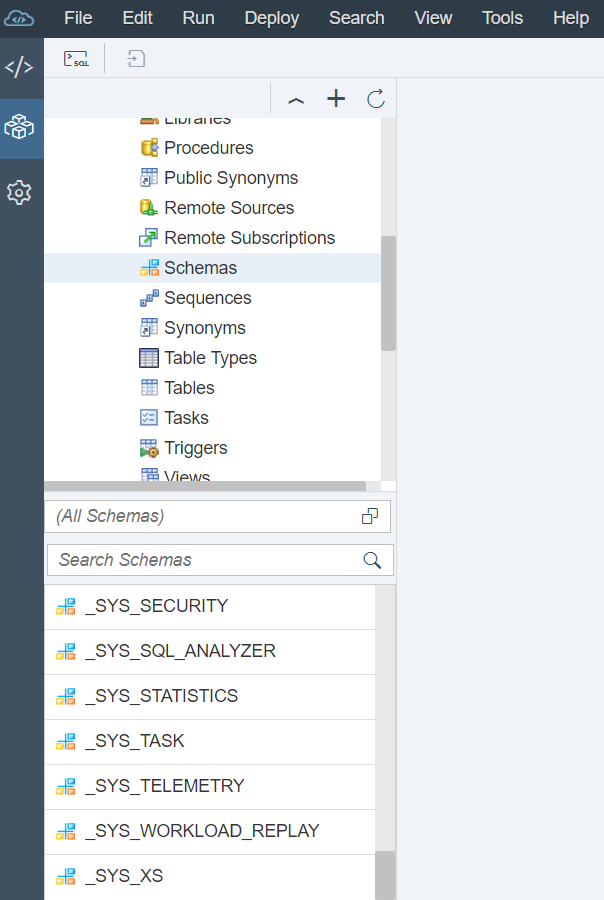 File Edit Run Deploy Search View Tools Help
SQL
Libraries
Procedures
Public Synonyms
Remote Sources
Remote Subscriptions
Schemas
Sequences
Synonyms
Table Types
Tables
Tasks
Triggers
Views
(All Schemas)
Search Schemas
_SYS_SECURITY
_SYS_SQL_ANALYZER
_SYS_STATISTICS
_SYS_TASK
_SYS_TELEMETRY
_SYS_WORKLOAD_REPLAY
_SYS_XS